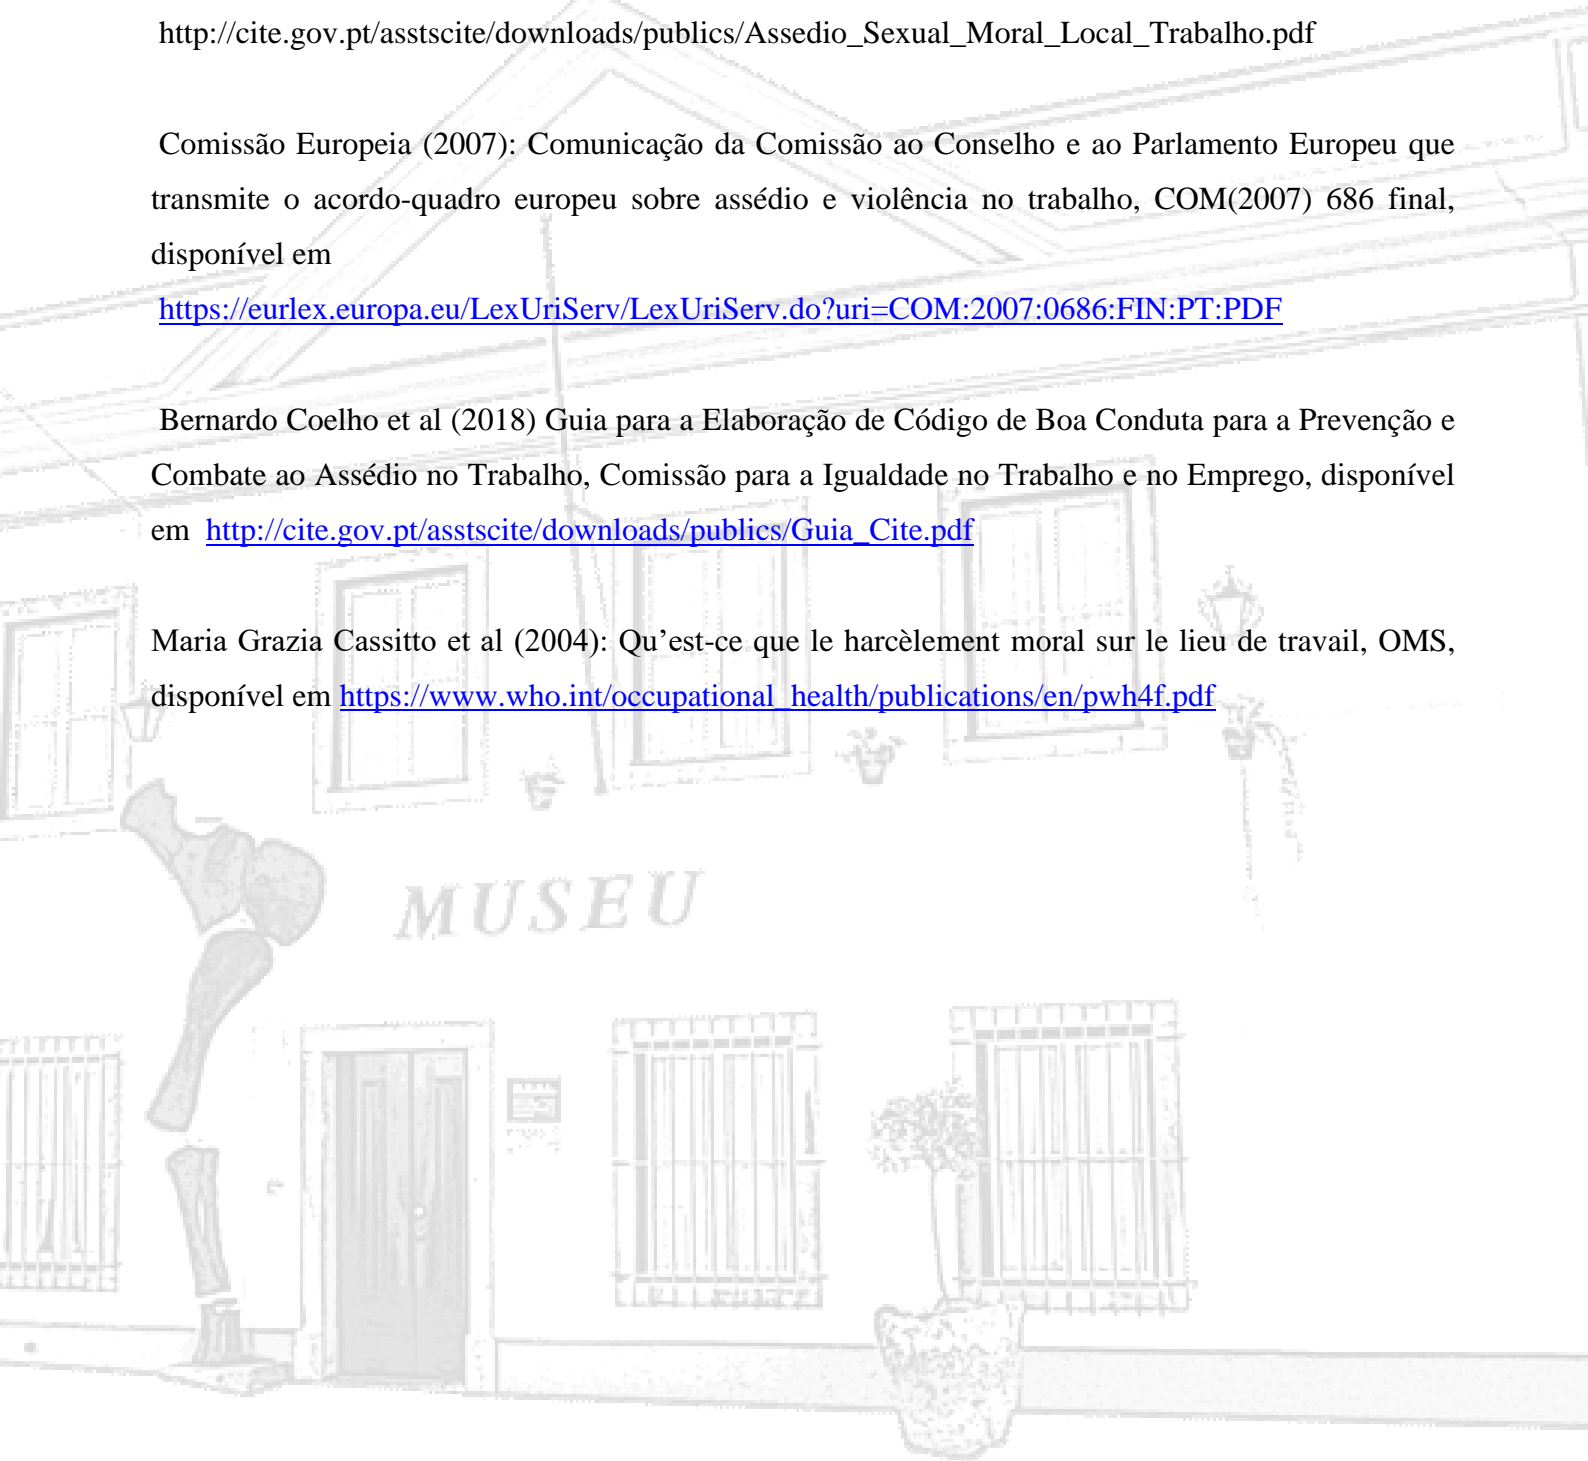 http://cite.gov.pt/asstscite/downloads/publics/Assedio_Sexual_Moral_Local_Trabalho.pdf
Comissão Europeia (2007): Comunicação da Comissão ao Conselho e ao Parlamento Europeu que
transmite o acordo-quadro europeu sobre assédio e violência no trabalho, COM(2007) 686 final,
disponível em
https://eurlex.europa.eu/LexUriServ/LexUriServ.do?uri=COM:2007:0686:FIN:PT:PDF
Bernardo Coelho et al (2018) Guia para a Elaboração de Código de Boa Conduta para a Prevenção e
Combate ao Assédio no Trabalho, Comissão para a Igualdade no Trabalho e no Emprego, disponível
em http://cite.gov.pt/asstscite/downloads/publics/Guia_Cite.pdf
Maria Grazia Cassitto et al (2004): Qu’est-ce que le harcèlement moral sur le lieu de travail, OMS,
disponível em https://www.who.int/occupational_health/publications/en/pwh4f.pdf
MUSEU